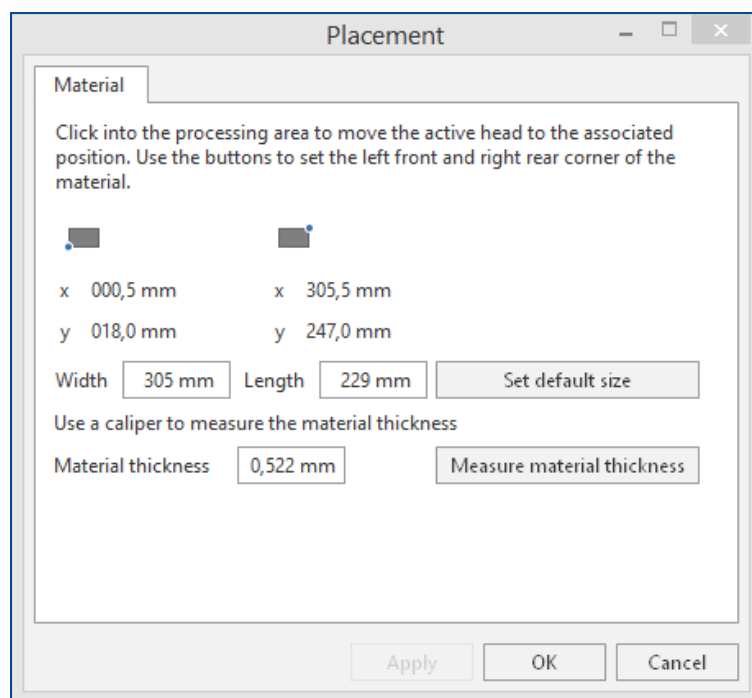 Placement
Material
Click into the processing area to move the active head to the associated
position. Use the buttons to set the left front and right rear corner of the
material.
x 000,5 mm x 305,5 mm
y 018,0 mm y 247,0 mm
Width 305 mm Length 229 mm Set default size
Use a caliper to measure the material thickness
Material thickness 0,522 mm Measure material thickness
Apply OK Cancel